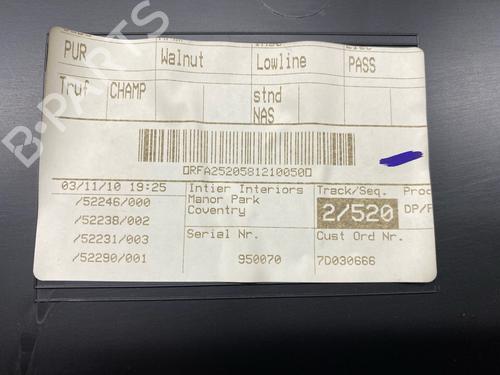 PUR Walnut Lowline PASS
Truf CHAMP stnd
NAS
▯RFA2520581210050▯
03/11/10 19:25 Intier Interiors Track/Seq. Proc
/52246/000 Manor Park 2/520 DP/F
/52238/002 Coventry
/52231/003 Serial Nr. Cust Ord Nr.
/52290/001 950070 7D030666
B-PARTS